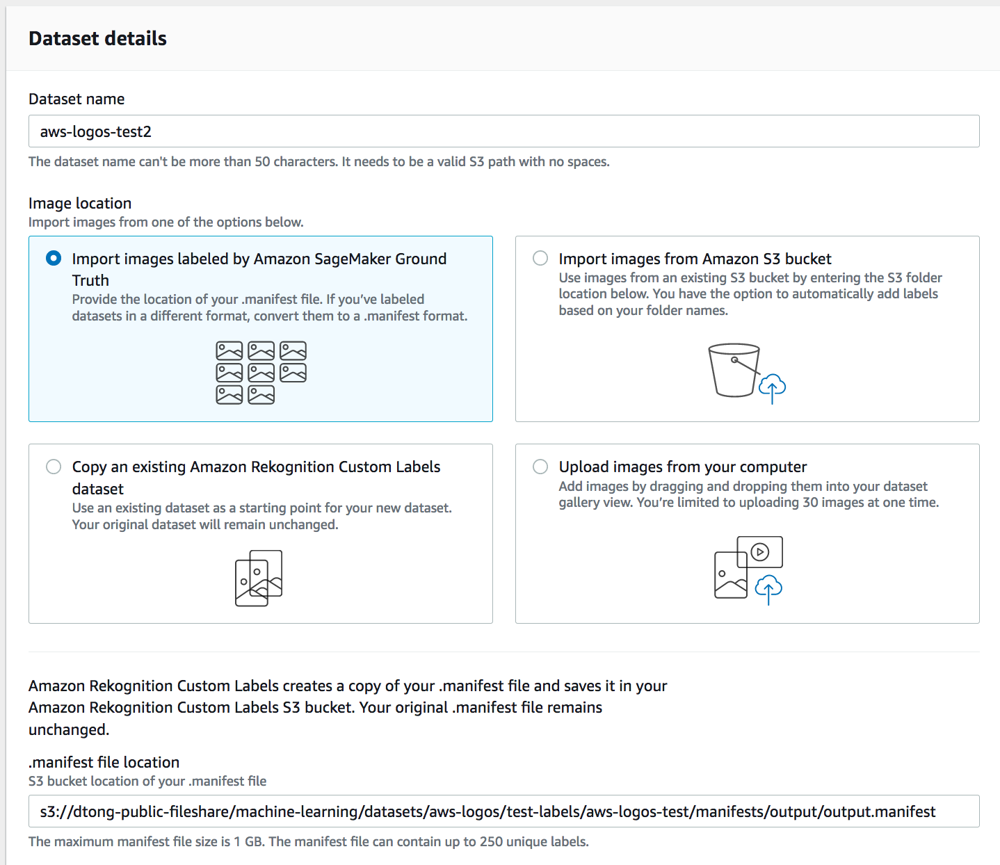 Dataset details
Dataset name
aws-logos-test2
The dataset name can't be more than 50 characters. It needs to be a valid S3 path with no spaces.
Image location
Import images from one of the options below.
Import images labeled by Amazon SageMaker Ground
Truth
Provide the location of your .manifest file. If you’ve labeled
datasets in a different format, convert them to a .manifest format.
Import images from Amazon S3 bucket
Use images from an existing S3 bucket by entering the S3 folder
location below. You have the option to automatically add labels
based on your folder names.
Copy an existing Amazon Rekognition Custom Labels
dataset
Use an existing dataset as a starting point for your new dataset.
Your original dataset will remain unchanged.
Upload images from your computer
Add images by dragging and dropping them into your dataset
gallery view. You’re limited to uploading 30 images at one time.
Amazon Rekognition Custom Labels creates a copy of your .manifest file and saves it in your
Amazon Rekognition Custom Labels S3 bucket. Your original .manifest file remains
unchanged.
.manifest file location
S3 bucket location of your .manifest file
s3://dtong-public-fileshare/machine-learning/datasets/aws-logos/test-labels/aws-logos-test/manifests/output/output.manifest
The maximum manifest file size is 1 GB. The manifest file can contain up to 250 unique labels.